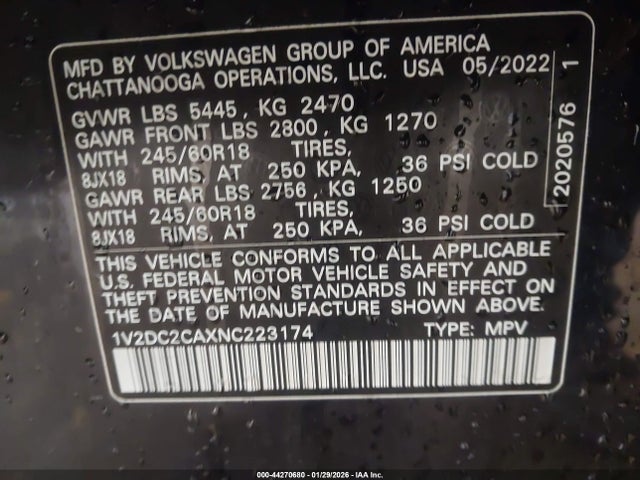 MFD BY VOLKSWAGEN GROUP OF AMERICA
CHATTANOOGA OPERATIONS, LLC. USA 05/2022
GVWR LBS 5445, KG 2470
GAWR FRONT LBS 2800, KG 1270
WITH 245/60R18 TIRES,
8JX18 RIMS, AT 250 KPA, 36 PSI COLD
GAWR REAR LBS 2756, KG 1250
WITH 245/60R18 TIRES,
8JX18 RIMS, AT 250 KPA, 36 PSI COLD
THIS VEHICLE CONFORMS TO ALL APPLICABLE
U.S. FEDERAL MOTOR VEHICLE SAFETY AND
THEFT PREVENTION STANDARDS IN EFFECT ON
THE DATE OF MANUFACTURE SHOWN ABOVE.
1V2DC2CAXNC223174 TYPE: MPV
12020576 1
000-44270680 - 01/29/2026 - IAA Inc.